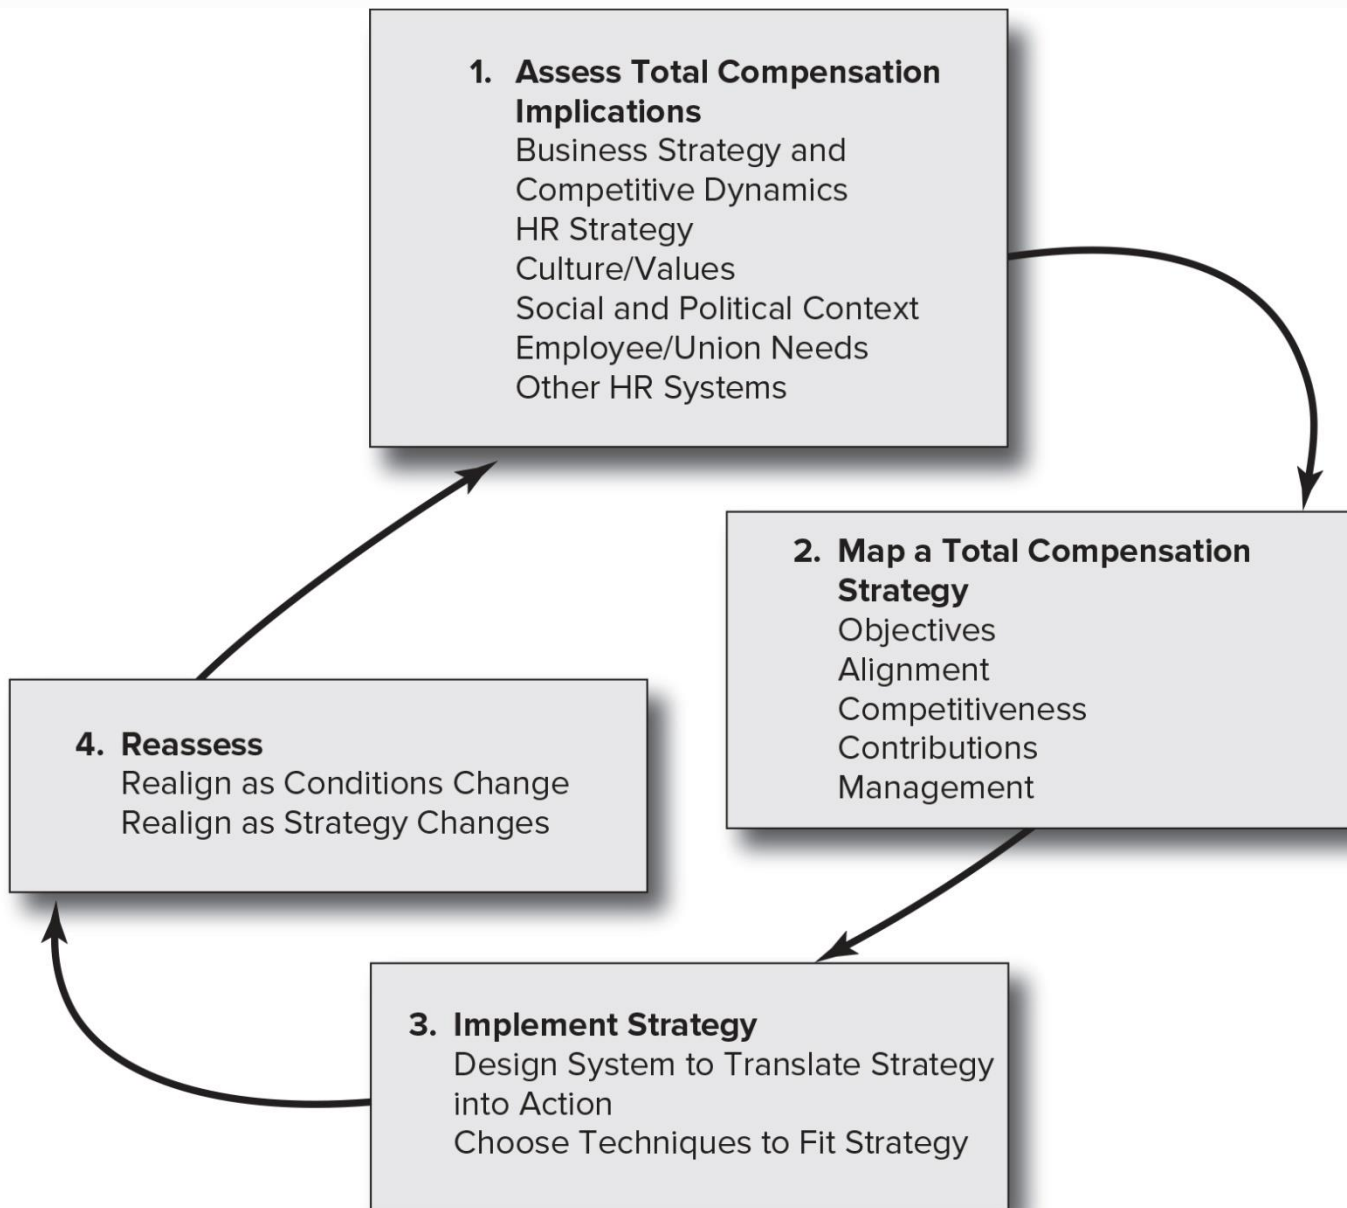 1. Assess Total Compensation
Implications
Business Strategy and
Competitive Dynamics
HR Strategy
Culture/Values
Social and Political Context
Employee/Union Needs
Other HR Systems
2. Map a Total Compensation
Strategy
Objectives
Alignment
Competitiveness
Contributions
Management
3. Implement Strategy
Design System to Translate Strategy
into Action
Choose Techniques to Fit Strategy
4. Reassess
Realign as Conditions Change
Realign as Strategy Changes